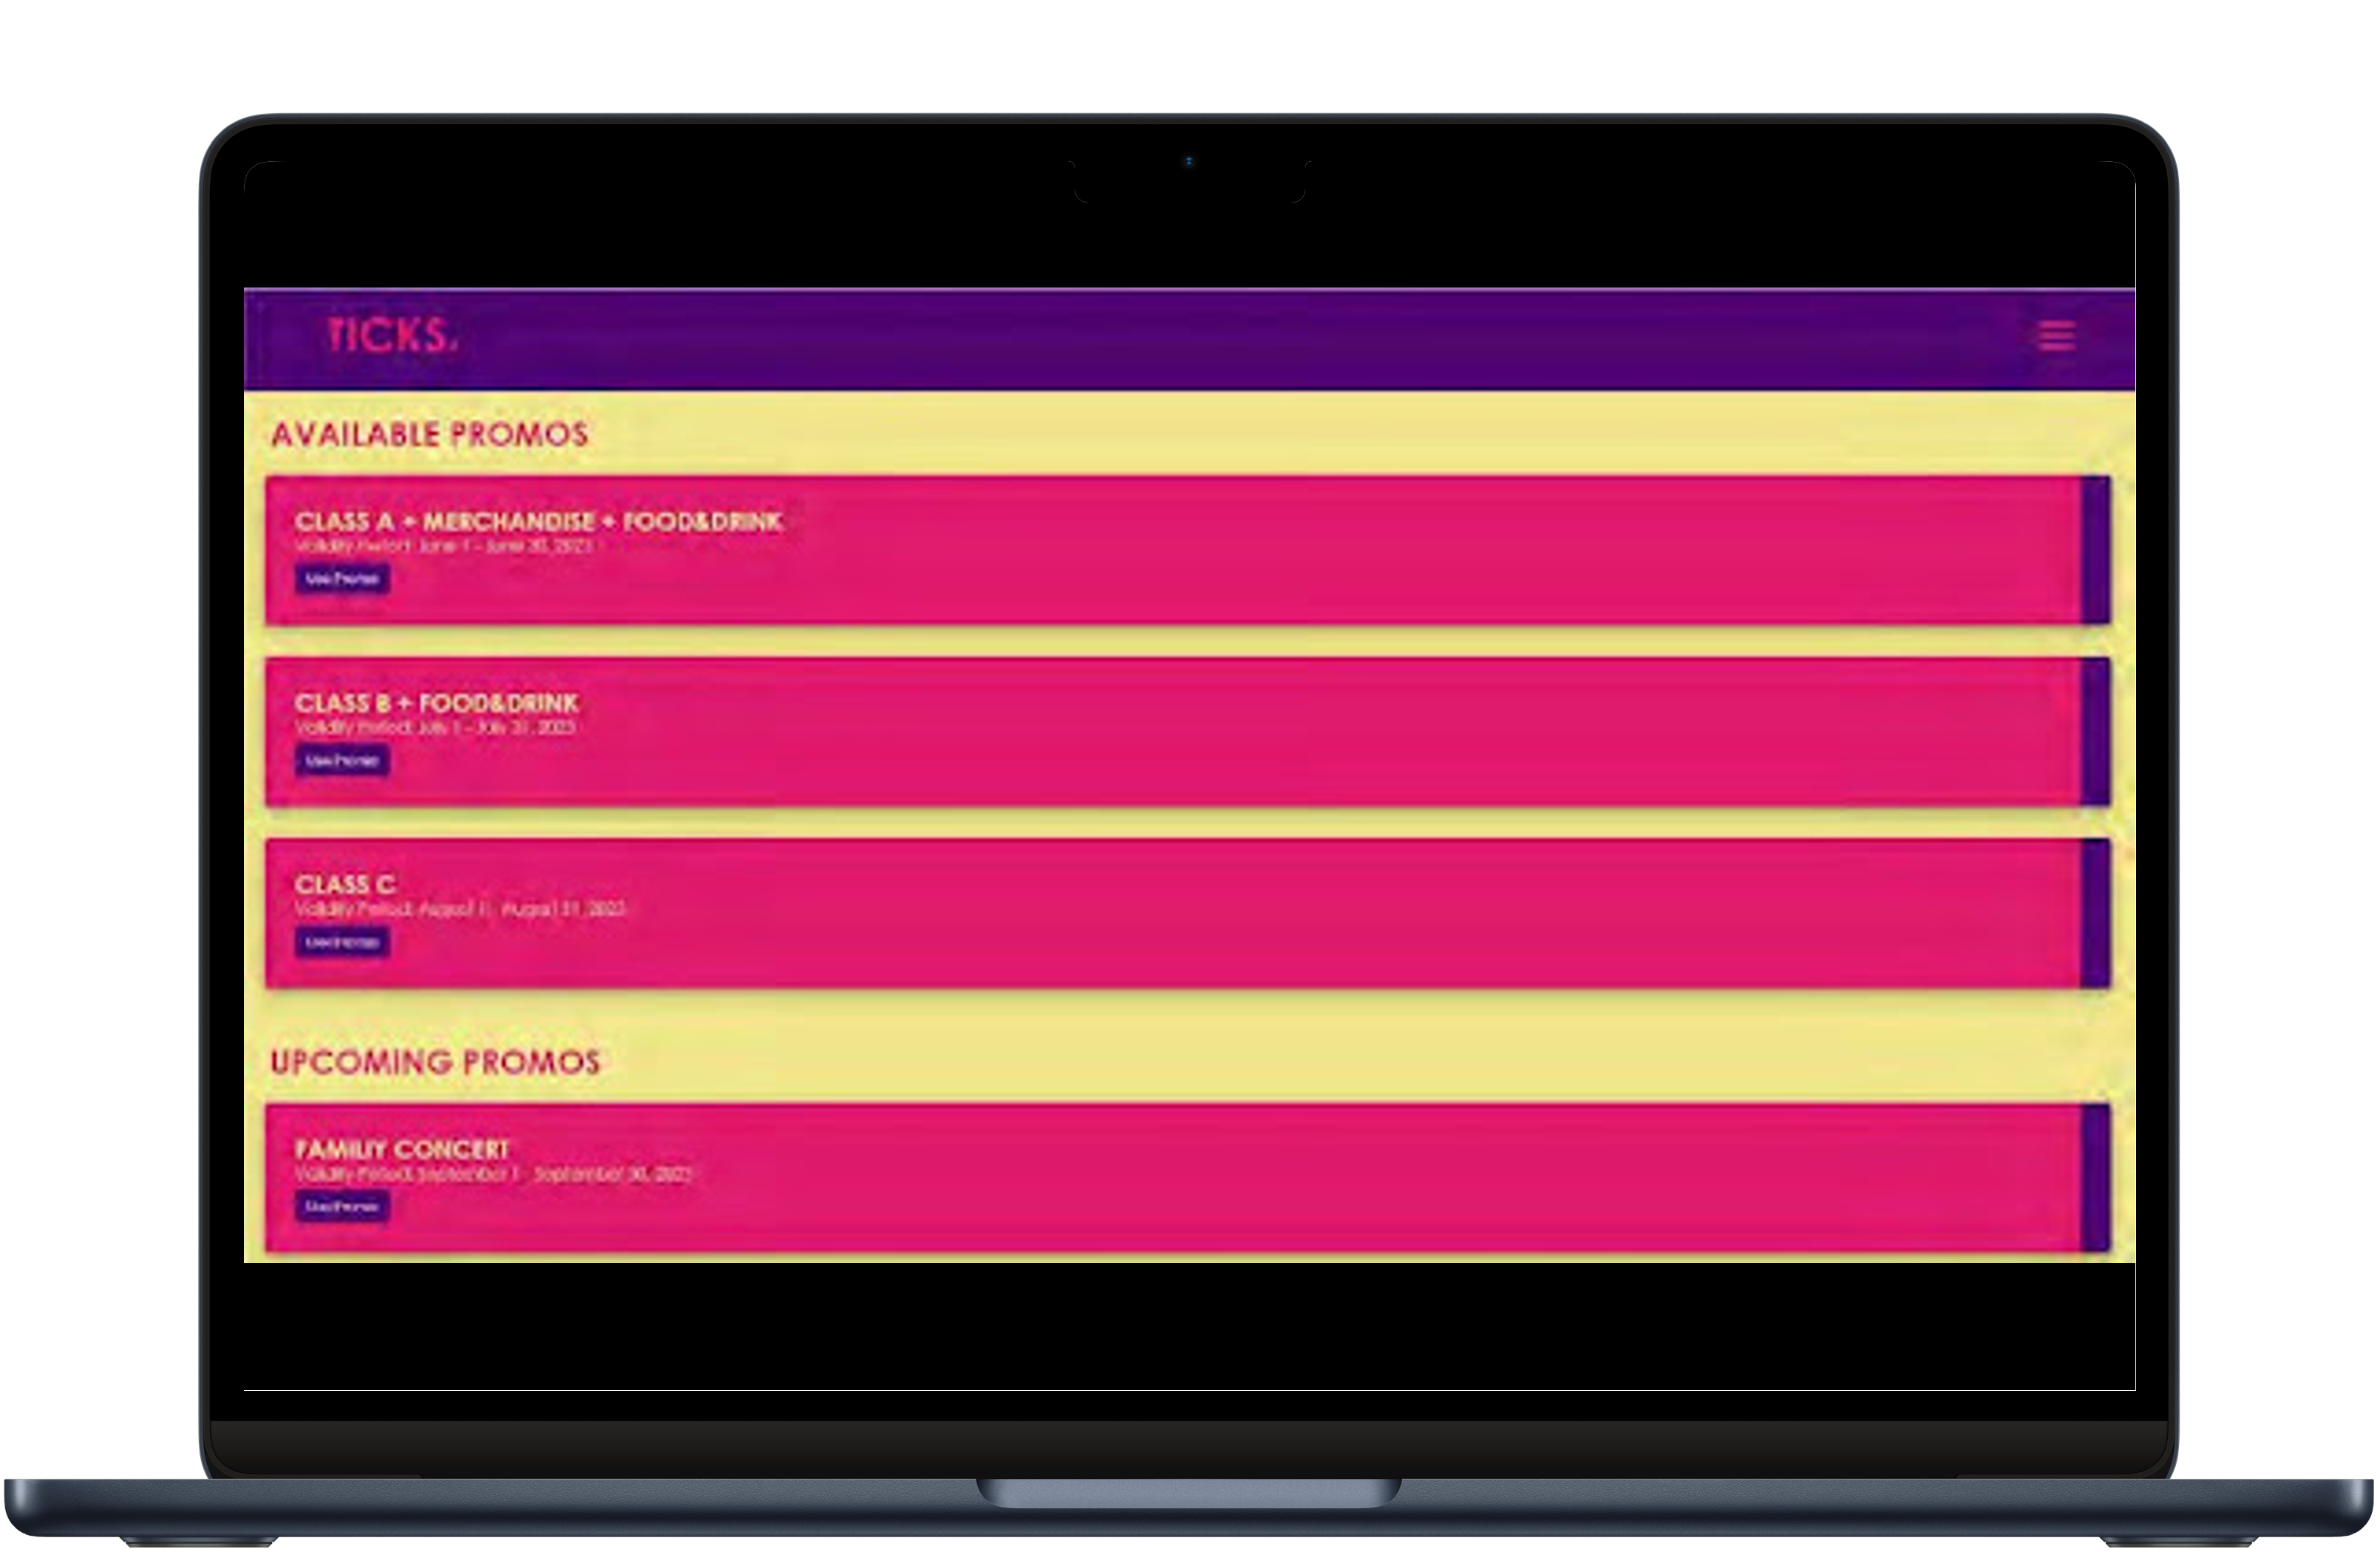 TICKS.
AVAILABLE PROMOS
CLASS A + MERCHANDISE + FOOD&DRINK
Validity Period: June 1 - June 30, 2023
Use Promo
CLASS B + FOOD&DRINK
Validity Period: July 1 - July 31, 2023
Use Promo
CLASS C
Validity Period: August 1 - August 31, 2023
Use Promo
UPCOMING PROMOS
FAMILIY CONCERT
Validity Period: September 1 - September 30, 2023
Use Promo